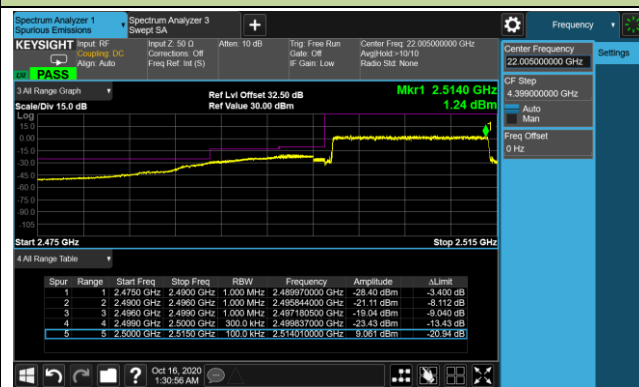 Spectrum Analyzer 1
Spurious Emissions
Spectrum Analyzer 3
Swept SA
+
Frequency
KEYSIGHT
Input: RF
Coupling: DC
Align: Auto
Input Z: 50 Ω
Corrections: Off
Freq Ref: Int (S)
Atten: 10 dB
Trig: Free Run
Gate: Off
IF Gain: Low
Center Freq: 22.005000000 GHz
Avg|Hold:>10/10
Radio Std: None
PASS
Center Frequency
22.005000000 GHz
Settings
CF Step
4.399000000 GHz
Auto
Man
Freq Offset
0 Hz
3 All Range Graph
Scale/Div 15.0 dB
Ref Lvl Offset 32.50 dB
Ref Value 30.00 dBm
Mkr1 2.5140 GHz
1.24 dBm
Log
15.0
0.00
-15.0
-30.0
-45.0
-60.0
-75.0
-90.0
-105
1
Start 2.475 GHz
Stop 2.515 GHz
4 All Range Table
Spur Range Start Freq Stop Freq RBW Frequency Amplitude ΔLimit
1 1 2.4750 GHz 2.4900 GHz 1.000 MHz 2.489970000 GHz -28.40 dBm -3.400 dB
2 2 2.4900 GHz 2.4960 GHz 1.000 MHz 2.495844000 GHz -21.11 dBm -8.112 dB
3 3 2.4960 GHz 2.4990 GHz 1.000 MHz 2.497180500 GHz -19.04 dBm -9.040 dB
4 4 2.4990 GHz 2.5000 GHz 300.0 kHz 2.499837000 GHz -23.43 dBm -13.43 dB
5 5 2.5000 GHz 2.5150 GHz 100.0 kHz 2.514010000 GHz 9.061 dBm -20.94 dB
?
Oct 16, 2020
1:30:56 AM